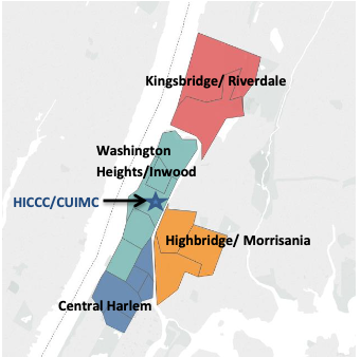 Kingsbridge/ Riverdale
Washington
Heights/Inwood
HICCC/CUIMC
Highbridge/ Morrisania
Central Harlem